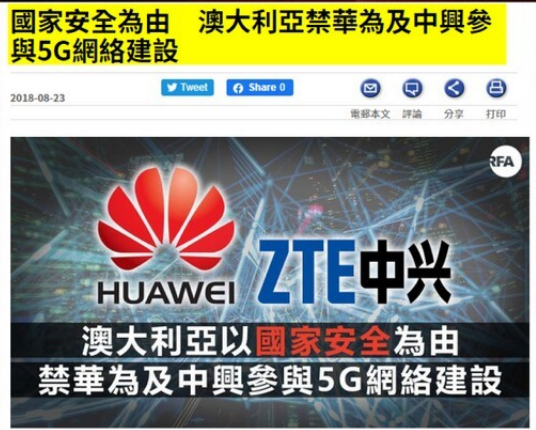 國家安全為由　澳大利亞禁華為及中興參
與5G網絡建設
2018-08-23
Tweet
Share 0
電郵本文 評論 分享 打印
RFA
HUAWEI
ZTE中兴
澳大利亞以國家安全為由
禁華為及中興參與5G網絡建設